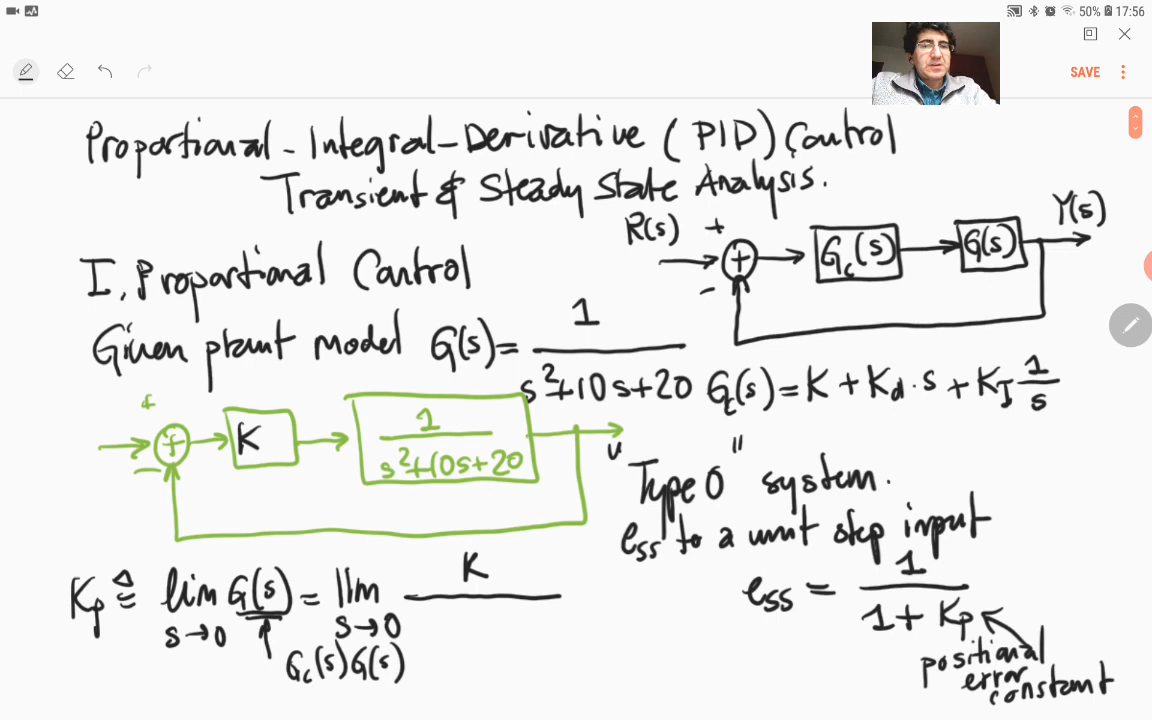 50% 17:56
SAVE
Proportional-Integral-Derivative (PID) Control
Transient & Steady State Analysis.
R(s) + Y(s)
+ Gc(s) G(s)
-
I. Proportional Control
Given plant model G(s) = 1 / s²+10s+20
Gc(s) = K + Kd · s + KI 1/s
+
+ K 1 / s²+10s+20
-
"Type 0" system.
ess to a unit step input
ess = 1 / 1 + Kp
positional
error
constant
Kp ≜ lim s→0 G(s) = lim s→0 K
Gc(s)G(s)